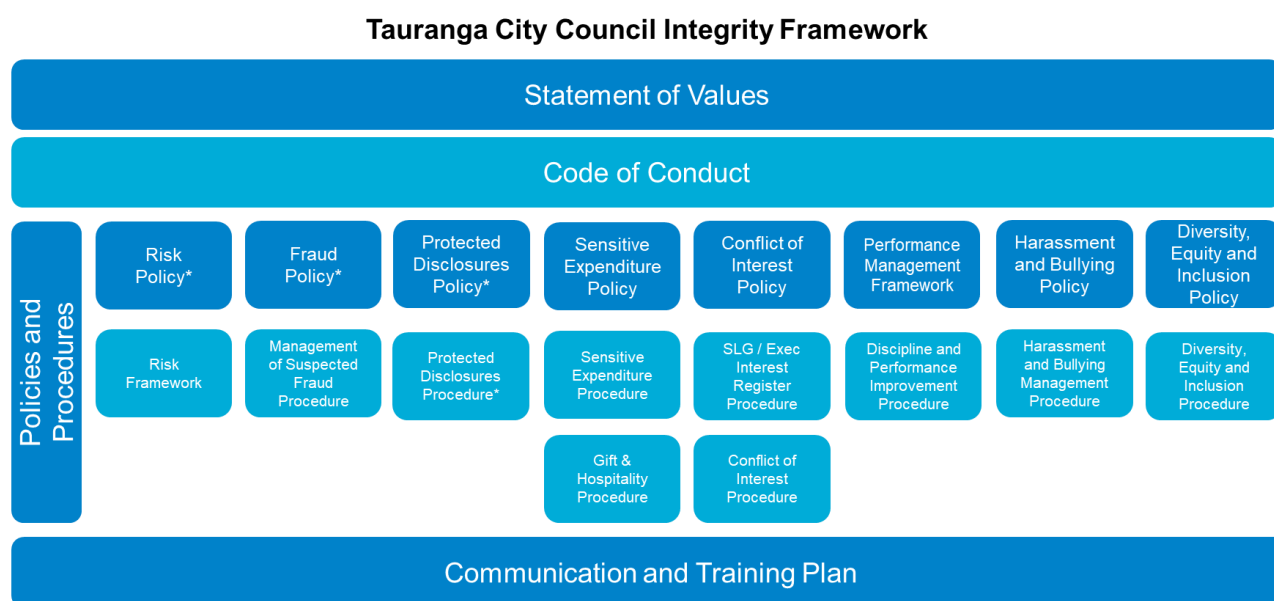 Tauranga City Council Integrity Framework
Statement of Values
Code of Conduct
Policies and
Procedures
Risk
Policy*
Fraud
Policy*
Protected
Disclosures
Policy*
Sensitive
Expenditure
Policy
Conflict of
Interest
Policy
Performance
Management
Framework
Harassment
and Bullying
Policy
Diversity,
Equity and
Inclusion
Policy
Risk
Framework
Management
of Suspected
Fraud
Procedure
Protected
Disclosures
Procedure*
Sensitive
Expenditure
Procedure
SLG / Exec
Interest
Register
Procedure
Discipline and
Performance
Improvement
Procedure
Harassment
and Bullying
Management
Procedure
Diversity,
Equity and
Inclusion
Procedure
Gift &
Hospitality
Procedure
Conflict of
Interest
Procedure
Communication and Training Plan